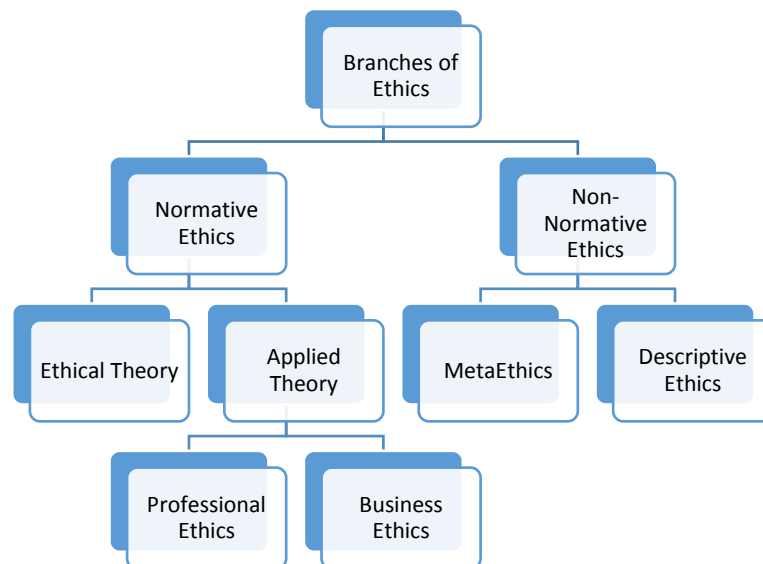 Branches of
Ethics
Normative
Ethics
Non-
Normative
Ethics
Ethical Theory
Applied
Theory
MetaEthics
Descriptive
Ethics
Professional
Ethics
Business
Ethics